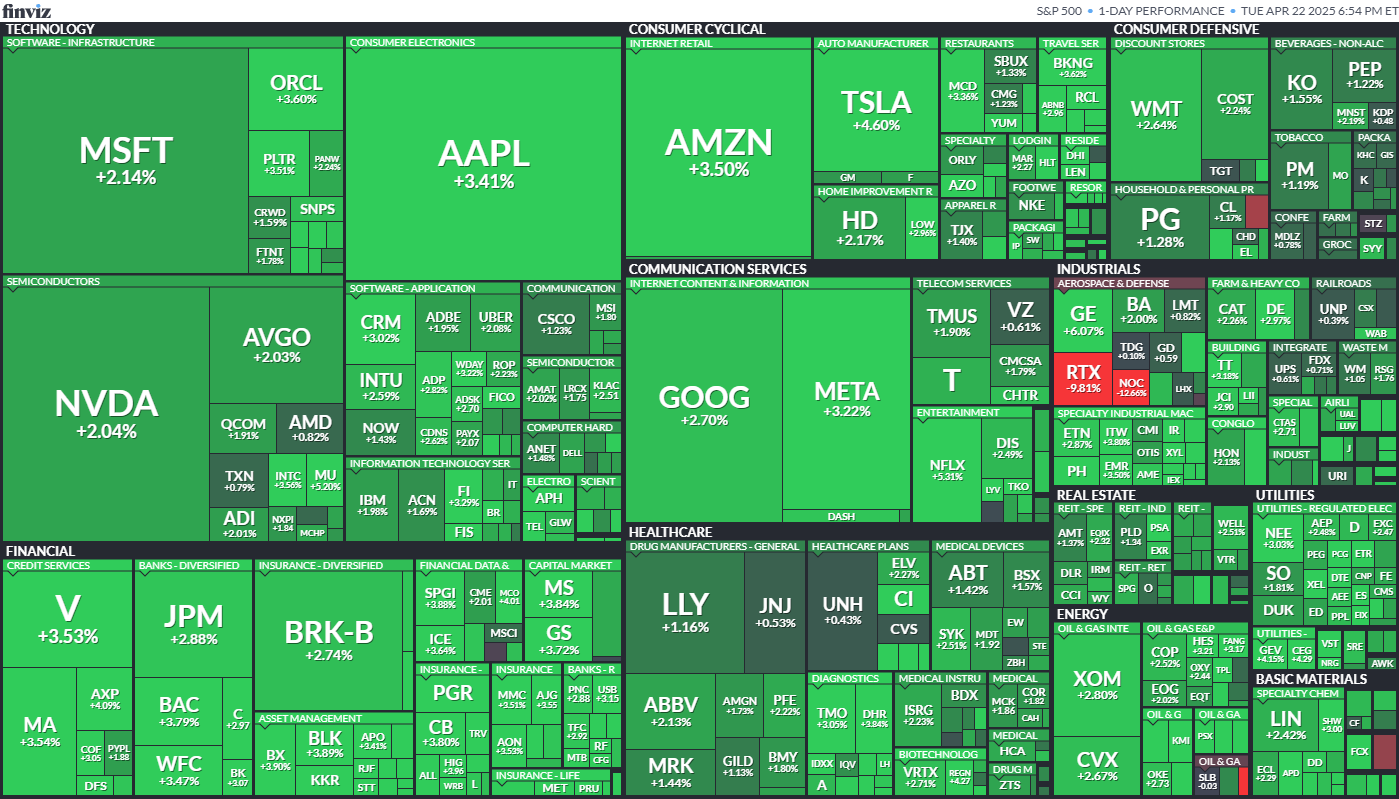 finviz
S&P 500 • 1-DAY PERFORMANCE • TUE APR 22 2025 6:54 PM ET
TECHNOLOGY
SOFTWARE - INFRASTRUCTURE
MSFT
+2.14%
ORCL
+3.60%
PLTR
+3.51%
PANW
+2.24%
CRWD
+1.59%
SNPS
FTNT
+1.78%
CONSUMER ELECTRONICS
AAPL
+3.41%
SEMICONDUCTORS
NVDA
+2.04%
AVGO
+2.03%
QCOM
+1.91%
AMD
+0.82%
TXN
+0.79%
INTC
+3.56%
MU
+5.20%
ADI
+2.01%
NXPI
+1.84
MCHP
SOFTWARE - APPLICATION
CRM
+3.02%
ADBE
+1.95%
UBER
+2.08%
INTU
+2.59%
ADP
+2.82%
WDAY
+3.22%
ROP
+2.23%
ADSK
+2.70
FICO
NOW
+1.43%
CDNS
+2.62%
PAYX
+2.07
COMMUNICATION
CSCO
+1.23%
MSI
+1.80
SEMICONDUCTOR
AMAT
+2.02%
LRCX
+1.75
KLAC
+2.51
COMPUTER HARD
ANET
+1.48%
DELL
INFORMATION TECHNOLOGY SER
IBM
+1.98%
ACN
+1.69%
FI
+3.29%
IT
BR
FIS
ELECTRO
APH
TEL
GLW
SCIENT
CONSUMER CYCLICAL
INTERNET RETAIL
AMZN
+3.50%
AUTO MANUFACTURER
TSLA
+4.60%
GM
F
HOME IMPROVEMENT R
HD
+2.17%
LOW
+2.96%
RESTAURANTS
MCD
+3.36%
SBUX
+1.33%
CMG
+1.23%
YUM
TRAVEL SER
BKNG
+3.62%
ABNB
+2.96
RCL
SPECIALTY
ORLY
AZO
LODGIN
MAR
+2.27
HLT
RESIDE
DHI
LEN
APPAREL R
TJX
+1.40%
FOOTWE
NKE
RESOR
PACKAGI
IP
SW
CONSUMER DEFENSIVE
DISCOUNT STORES
WMT
+2.64%
COST
+2.24%
TGT
BEVERAGES - NON-ALC
KO
+1.55%
PEP
+1.22%
MNST
+2.19%
KDP
+0.48
TOBACCO
PM
+1.19%
MO
PACKA
KHC
GIS
K
HOUSEHOLD & PERSONAL PR
PG
+1.28%
CL
+1.17%
CHD
EL
CONFE
MDLZ
+0.78%
FARM
GROC
STZ
SYY
COMMUNICATION SERVICES
INTERNET CONTENT & INFORMATION
GOOG
+2.70%
META
+3.22%
DASH
TELECOM SERVICES
TMUS
+1.90%
VZ
+0.61%
T
CMCSA
+1.79%
CHTR
ENTERTAINMENT
NFLX
+5.31%
DIS
+2.49%
LYV
TKO
INDUSTRIALS
AEROSPACE & DEFENSE
GE
+6.07%
BA
+2.00%
LMT
+0.82%
RTX
-9.81%
TDG
+0.10%
GD
+0.59
NOC
-12.66%
LHX
FARM & HEAVY CO
CAT
+2.26%
DE
+2.97%
RAILROADS
UNP
+0.39%
CSX
WAB
BUILDING
TT
+3.18%
JCI
+2.90
LII
INTEGRATE
UPS
+0.61%
FDX
+0.71%
WASTE M
WM
+1.05
RSG
+1.76
SPECIALTY INDUSTRIAL MAC
ETN
+2.87%
ITW
+3.80%
CMI
IR
OTIS
XYL
PH
EMR
+3.50%
AME
IEX
CONGLO
HON
+2.13%
SPECIAL
CTAS
+2.71
AIRLI
UAL
LUV
INDUST
J
URI
FINANCIAL
CREDIT SERVICES
V
+3.53%
MA
+3.54%
AXP
+4.09%
COF
+3.05
PYPL
+1.88
DFS
BANKS - DIVERSIFIED
JPM
+2.88%
BAC
+3.79%
C
+2.97
WFC
+3.47%
BK
+3.07
INSURANCE - DIVERSIFIED
BRK-B
+2.74%
ASSET MANAGEMENT
BX
+3.90%
BLK
+3.89%
KKR
APO
+3.41%
RJF
STT
FINANCIAL DATA &
SPGI
+3.88%
CME
+2.01
MCO
+4.01
ICE
+3.64%
MSCI
CAPITAL MARKET
MS
+3.84%
GS
+3.72%
INSURANCE -
PGR
CB
+3.80%
TRV
ALL
HIG
+3.96
WRB
L
INSURANCE
MMC
+3.51%
AJG
+3.55
AON
+3.53%
BANKS - R
PNC
+2.88
USB
+3.15
TFC
+2.92
RF
MTB
CFG
INSURANCE - LIFE
MET
PRU
HEALTHCARE
DRUG MANUFACTURERS - GENERAL
LLY
+1.16%
JNJ
+0.53%
ABBV
+2.13%
AMGN
+1.73%
PFE
+2.22%
MRK
+1.44%
GILD
+1.13%
BMY
+1.80%
HEALTHCARE PLANS
UNH
+0.43%
ELV
+2.27%
CI
CVS
MEDICAL DEVICES
ABT
+1.42%
BSX
+1.57%
SYK
+2.51%
MDT
+1.92
EW
STE
ZBH
DIAGNOSTICS
TMO
+3.05%
DHR
+3.84%
IDXX
IQV
LH
A
MEDICAL INSTRU
ISRG
+2.23%
BDX
BIOTECHNOLOG
VRTX
+2.71%
REGN
+4.27
MEDICAL
MCK
+1.86
COR
+1.82
CAH
MEDICAL
HCA
DRUG M
ZTS
REAL ESTATE
REIT - SPE
AMT
+1.37%
EQIX
+2.32
DLR
IRM
CCI
WY
REIT - IND
PLD
+1.34
PSA
EXR
REIT - RET
SPG
O
REIT -
WELL
+2.51%
VTR
ENERGY
OIL & GAS INTE
XOM
+2.80%
CVX
+2.67%
OIL & GAS E&P
COP
+2.52%
HES
+3.21
FANG
+3.17
EOG
+2.02%
OXY
+2.44
TPL
EQT
OIL & G
KMI
OKE
+2.73
OIL & GA
PSX
OIL & GA
SLB
-0.03
UTILITIES
UTILITIES - REGULATED ELEC
NEE
+3.03%
AEP
+2.48%
D
EXC
+2.47
SO
+1.81%
PEG
PCG
ETR
XEL
DTE
CNP
FE
AEE
ES
CMS
DUK
ED
PPL
EIX
UTILITIES -
GEV
+4.15%
CEG
+4.29
VST
NRG
SRE
AWK
BASIC MATERIALS
SPECIALTY CHEM
LIN
+2.42%
SHW
+3.00
ECL
+2.29
APD
DD
CF
FCX